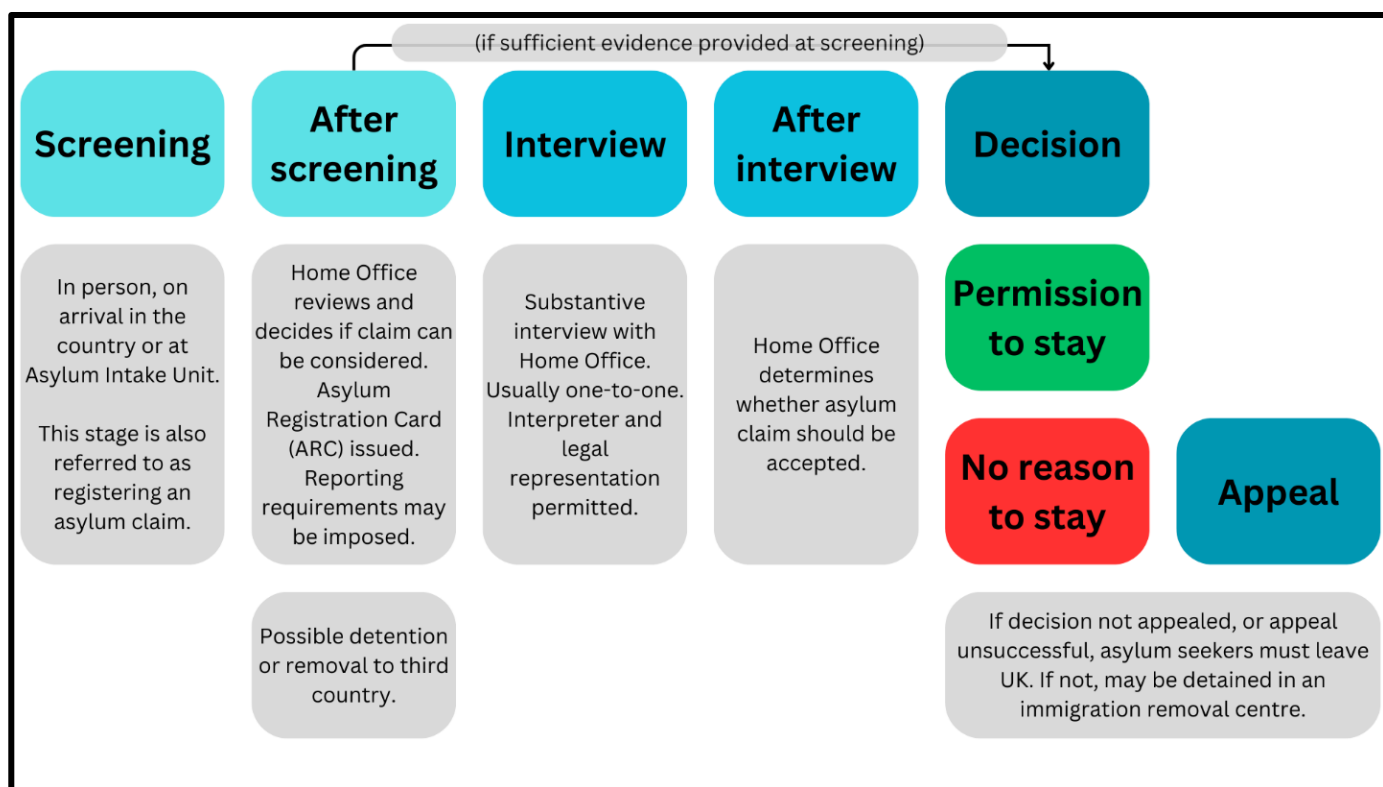 (if sufficient evidence provided at screening)
Screening
After
screening
Interview
After
interview
Decision
In person, on
arrival in the
country or at
Asylum Intake Unit.
This stage is also
referred to as
registering an
asylum claim.
Home Office
reviews and
decides if claim can
be considered.
Asylum
Registration Card
(ARC) issued.
Reporting
requirements may
be imposed.
Possible detention
or removal to third
country.
Substantive
interview with
Home Office.
Usually one-to-one.
Interpreter and
legal
representation
permitted.
Home Office
determines
whether asylum
claim should be
accepted.
Permission
to stay
No reason
to stay
Appeal
If decision not appealed, or appeal
unsuccessful, asylum seekers must leave
UK. If not, may be detained in an
immigration removal centre.